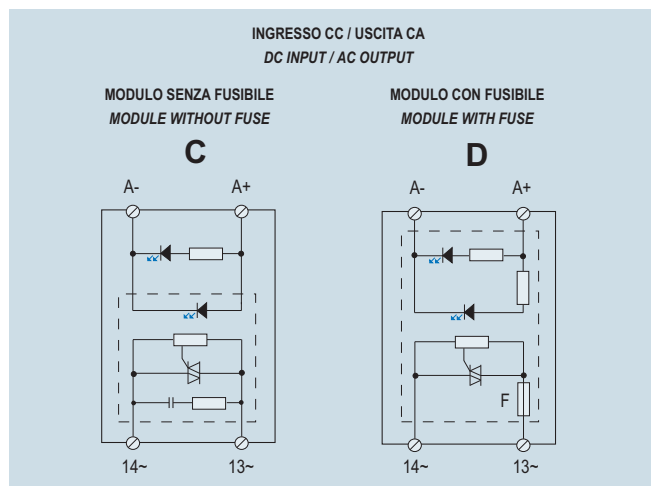 INGRESSO CC / USCITA CA
DC INPUT / AC OUTPUT
MODULO SENZA FUSIBILE
MODULE WITHOUT FUSE
C
A- A+
14~ 13~
MODULO CON FUSIBILE
MODULE WITH FUSE
D
A- A+
F
14~ 13~